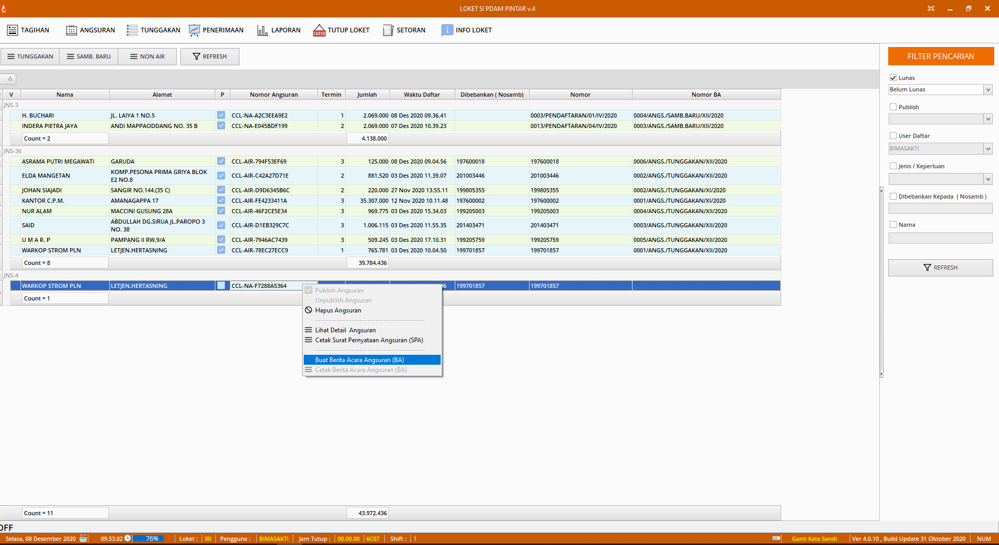 LOKET SI PDAM PINTAR v.4
TAGIHAN ANGSURAN TUNGGAKAN PENERIMAAN LAPORAN CLOSE TUTUP LOKET SETORAN INFO LOKET
TUNGGAKAN SAMB. BARU NON AIR REFRESH
V Nama Alamat P Nomor Angsuran Termin Jumlah Waktu Daftar Dibebankan ( Nosamb) Nomor Nomor BA
JNS-3
H. BUCHARI JL. LAIYA 1 NO.5 CCL-NA-A2C3EEA9E2 1 2.069.000 08 Des 2020 09.36.41 0003/PENDAFTARAN/01/IV/2020 0004/ANGS./SAMB.BARU/XII/2020
INDERA PIETRA JAYA ANDI MAPPAODDANG NO. 35 B CCL-NA-E045BDF199 2 2.069.000 07 Des 2020 10.39.23 0013/PENDAFTARAN/04/IV/2020 0003/ANGS./SAMB.BARU/XII/2020
Count = 2 4.138.000
JNS-36
ASRAMA PUTRI MEGAWATI GARUDA CCL-AIR-794F53EF69 3 125.000 08 Des 2020 09.04.56 197600018 197600018 0006/ANGS./TUNGGAKAN/XII/2020
ELDA MANGETAN KOMP.PESONA PRIMA GRIYA BLOK E2 NO.8 CCL-AIR-C42A27D71E 2 881.520 03 Des 2020 11.39.07 201003446 201003446 0002/ANGS./TUNGGAKAN/XII/2020
JOHAN SIAJADI SANGIR NO.144.(35 C) CCL-AIR-D9D6345B6C 2 220.000 27 Nov 2020 13.55.11 199805355 199805355 0002/ANGS./TUNGGAKAN/XII/2020
KANTOR C.P.M. AMANAGAPPA 17 CCL-AIR-FE4233411A 3 35.307.000 12 Nov 2020 10.11.48 197600002 197600002 0001/ANGS./TUNGGAKAN/XII/2020
NUR ALAM MACCINI GUSUNG 28A CCL-AIR-46F2CE5E34 3 969.775 03 Des 2020 15.34.03 199205003 199205003 0004/ANGS./TUNGGAKAN/XII/2020
SAID ABDULLAH DG.SIRUA JL.PAROPO 3 NO. 38 CCL-AIR-D1EB329C7C 3 1.006.115 03 Des 2020 11.55.35 201403471 201403471 0003/ANGS./TUNGGAKAN/XII/2020
U M A R. P PAMPANG II RW.9/A CCL-AIR-7946AC7439 3 509.245 03 Des 2020 17.10.31 199205759 199205759 0005/ANGS./TUNGGAKAN/XII/2020
WARKOP STROM PLN LETJEN.HERTASNING CCL-AIR-78EC27ECC9 1 765.781 03 Des 2020 10.04.50 199701857 199701857 0001/ANGS./TUNGGAKAN/XII/2020
Count = 8 39.784.436
JNS-4
WARKOP STROM PLN LETJEN.HERTASNING CCL-NA-F7288A5364 199701857 199701857
Count = 1
Publish Angsuran
Unpublish Angsuran
Hapus Angsuran
Lihat Detail Angsuran
Cetak Surat Pernyataan Angsuran (SPA)
Buat Berita Acara Angsuran (BA)
Cetak Berita Acara Angsuran (BA)
Count = 11 43.972.436
FILTER PENCARIAN
Lunas
Belum Lunas
Publish
User Daftar
BIMASAKTI
Jenis / Keperluan
DIbebankan Kepada ( Nosamb )
Nama
REFRESH
OFF
Selasa, 08 Desember 2020 09.53.02 76% Loket : 00 Pengguna : BIMASAKTI Jam Tutup : 00.00.00 6C07 Shift : 1 Ganti Kata Sandi Ver 4.0.10 , Build Update 31 Oktober 2020 NUM